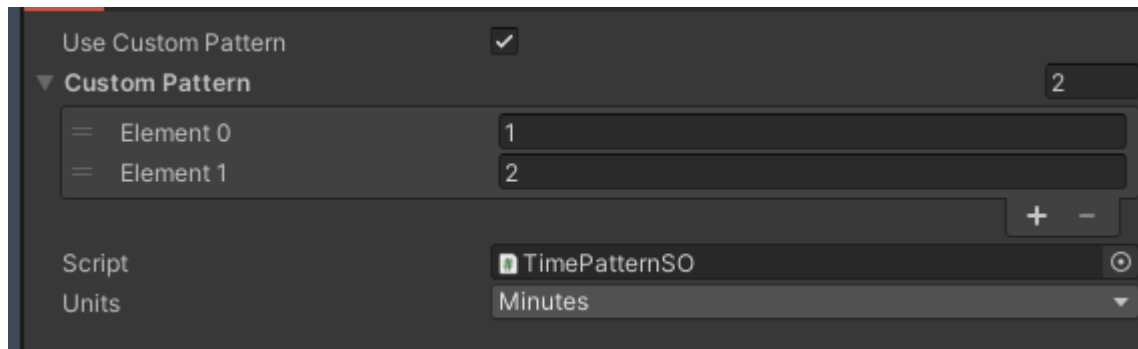 Use Custom Pattern
Custom Pattern 2
Element 0 1
Element 1 2
Script # TimePatternSO
Units Minutes